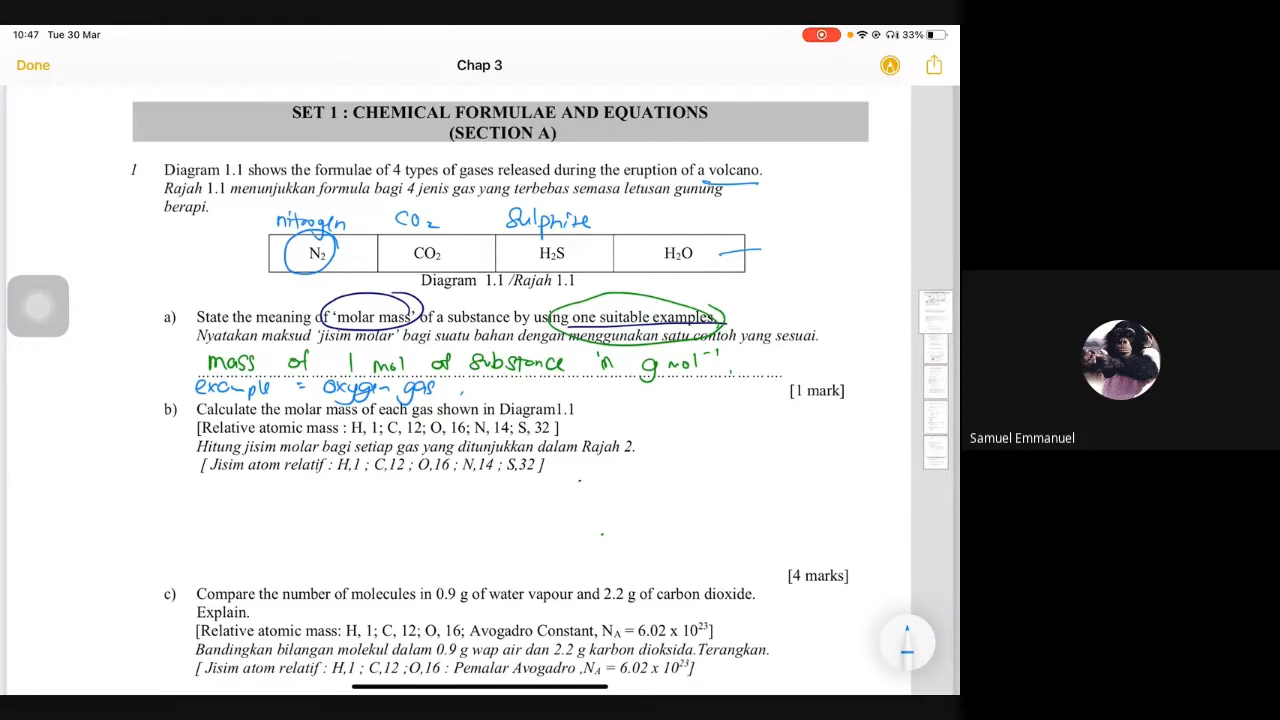 10:47 Tue 30 Mar
33%
Done
Chap 3
SET 1 : CHEMICAL FORMULAE AND EQUATIONS
(SECTION A)
1 Diagram 1.1 shows the formulae of 4 types of gases released during the eruption of a volcano.
Rajah 1.1 menunjukkan formula bagi 4 jenis gas yang terbebas semasa letusan gunung
berapi.
nitrogen CO₂ Sulphite
N₂ CO₂ H₂S H₂O
Diagram 1.1 /Rajah 1.1
a) State the meaning of ‘molar mass’ of a substance by using one suitable examples.
Nyatakan maksud ‘jisim molar’ bagi suatu bahan dengan menggunakan satu contoh yang sesuai.
mass of 1 mol of substance in g mol⁻¹.
example = oxygen gas
[1 mark]
b) Calculate the molar mass of each gas shown in Diagram1.1
[Relative atomic mass : H, 1; C, 12; O, 16; N, 14; S, 32 ]
Hitung jisim molar bagi setiap gas yang ditunjukkan dalam Rajah 2.
[ Jisim atom relatif : H,1 ; C,12 ; O,16 ; N,14 ; S,32 ]
[4 marks]
c) Compare the number of molecules in 0.9 g of water vapour and 2.2 g of carbon dioxide.
Explain.
[Relative atomic mass: H, 1; C, 12; O, 16; Avogadro Constant, N_A = 6.02 x 10²³]
Bandingkan bilangan molekul dalam 0.9 g wap air dan 2.2 g karbon dioksida.Terangkan.
[ Jisim atom relatif : H,1 ; C,12 ;O,16 : Pemalar Avogadro ,N_A = 6.02 x 10²³]
Samuel Emmanuel